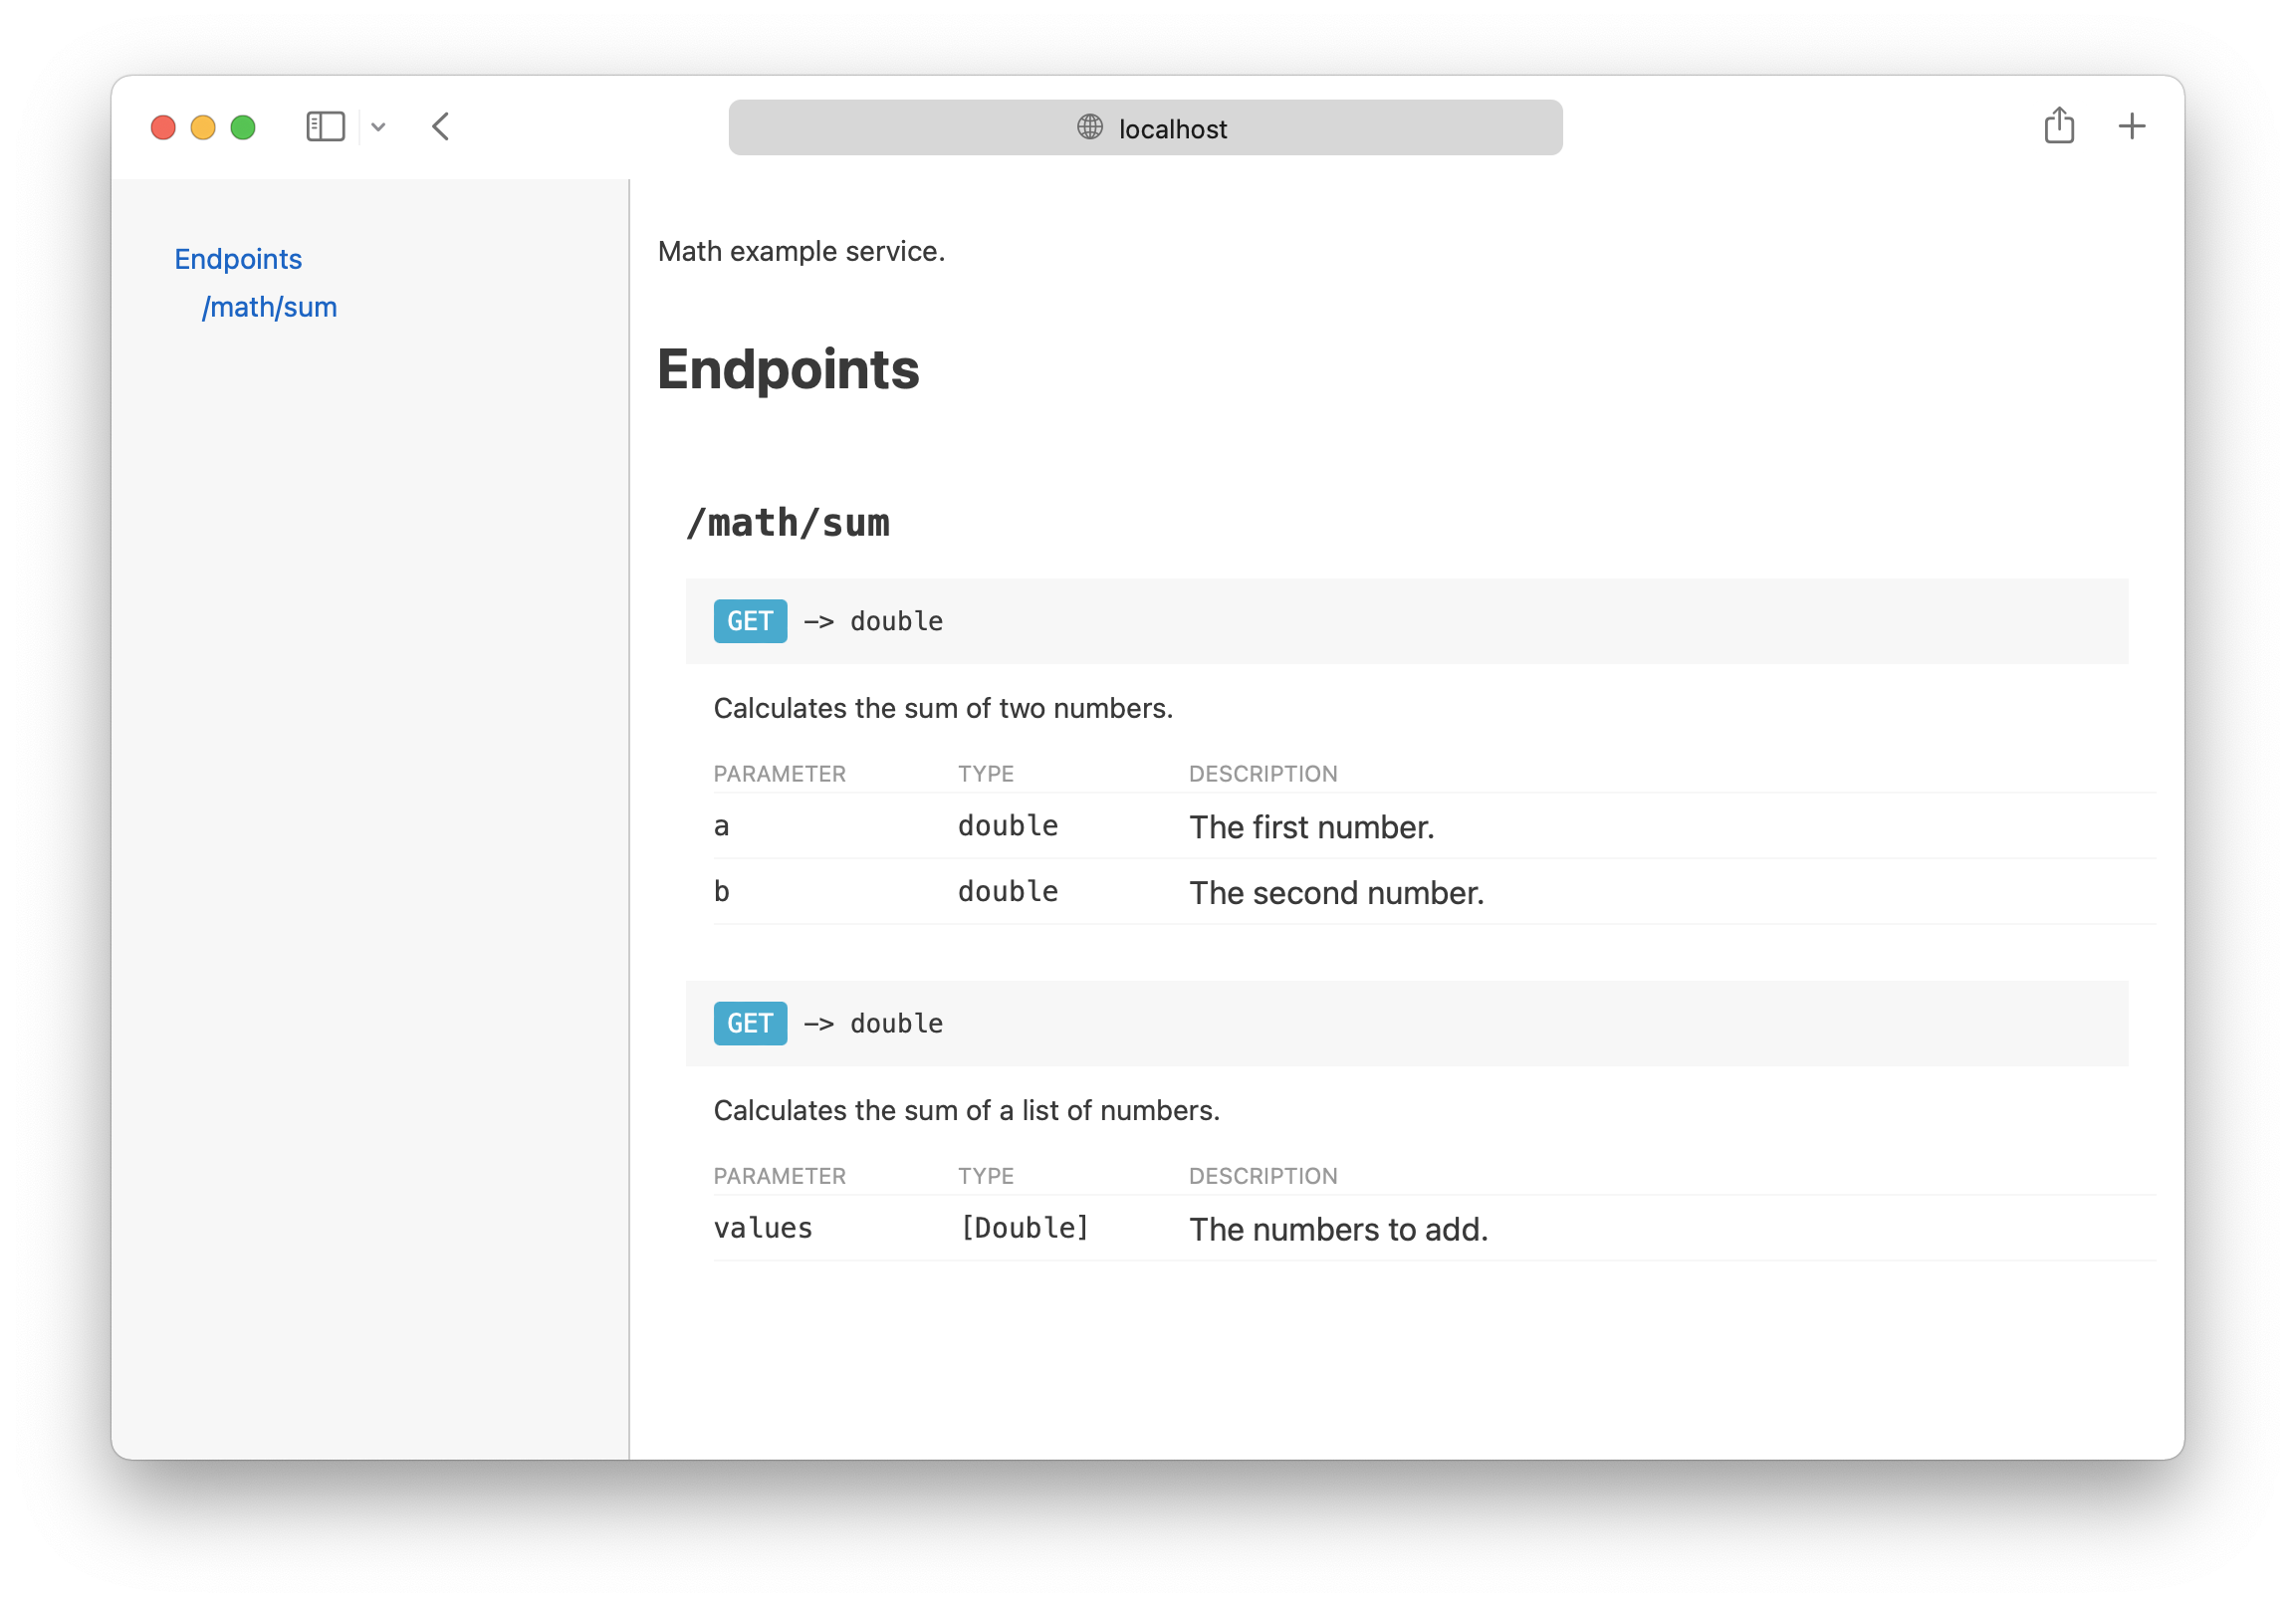 localhost
Endpoints
/math/sum
Math example service.
Endpoints
/math/sum
GET -> double
Calculates the sum of two numbers.
PARAMETER TYPE DESCRIPTION
a double The first number.
b double The second number.
GET -> double
Calculates the sum of a list of numbers.
PARAMETER TYPE DESCRIPTION
values [Double] The numbers to add.